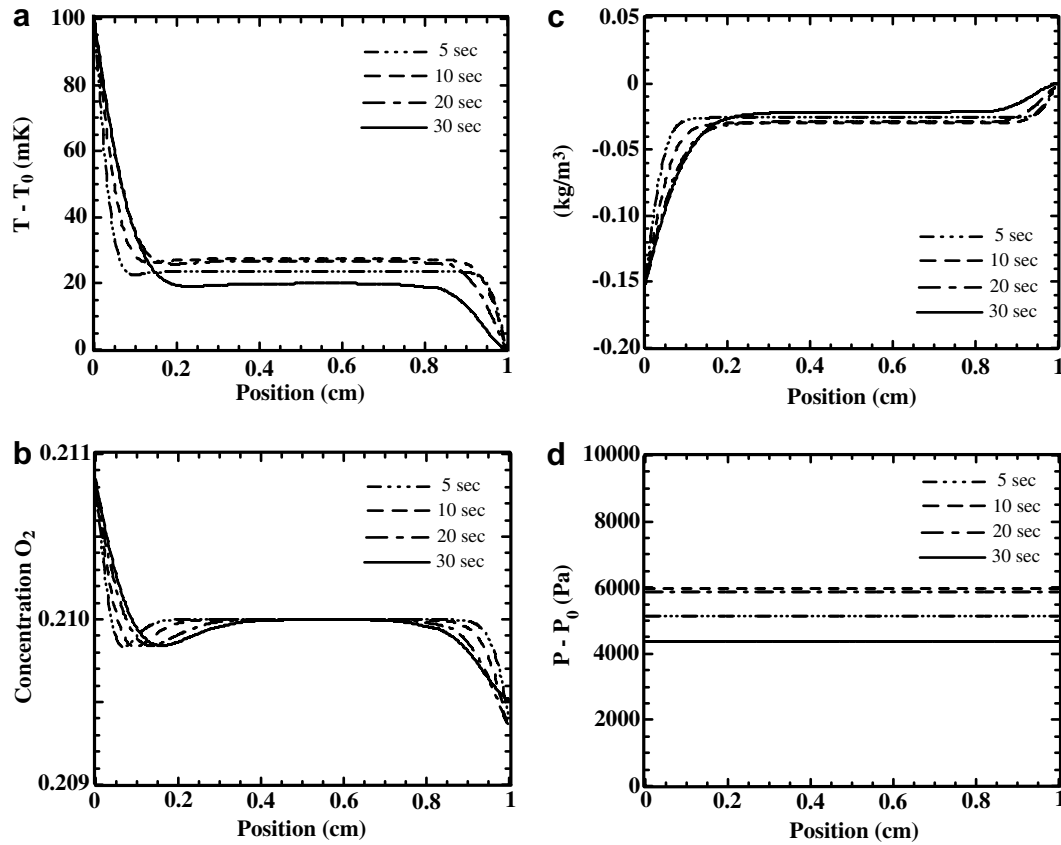 a
100
80
60
40
20
0
T - T0 (mK)
5 sec
10 sec
20 sec
30 sec
0
0.2
0.4
0.6
0.8
1
Position (cm)
c
0.05
0
-0.05
-0.10
-0.15
-0.20
(kg/m³)
5 sec
10 sec
20 sec
30 sec
0
0.2
0.4
0.6
0.8
1
Position (cm)
b
0.211
0.210
0.209
Concentration O2
5 sec
10 sec
20 sec
30 sec
0
0.2
0.4
0.6
0.8
1
Position (cm)
d
10000
8000
6000
4000
2000
0
P - P0 (Pa)
5 sec
10 sec
20 sec
30 sec
0
0.2
0.4
0.6
0.8
1
Position (cm)